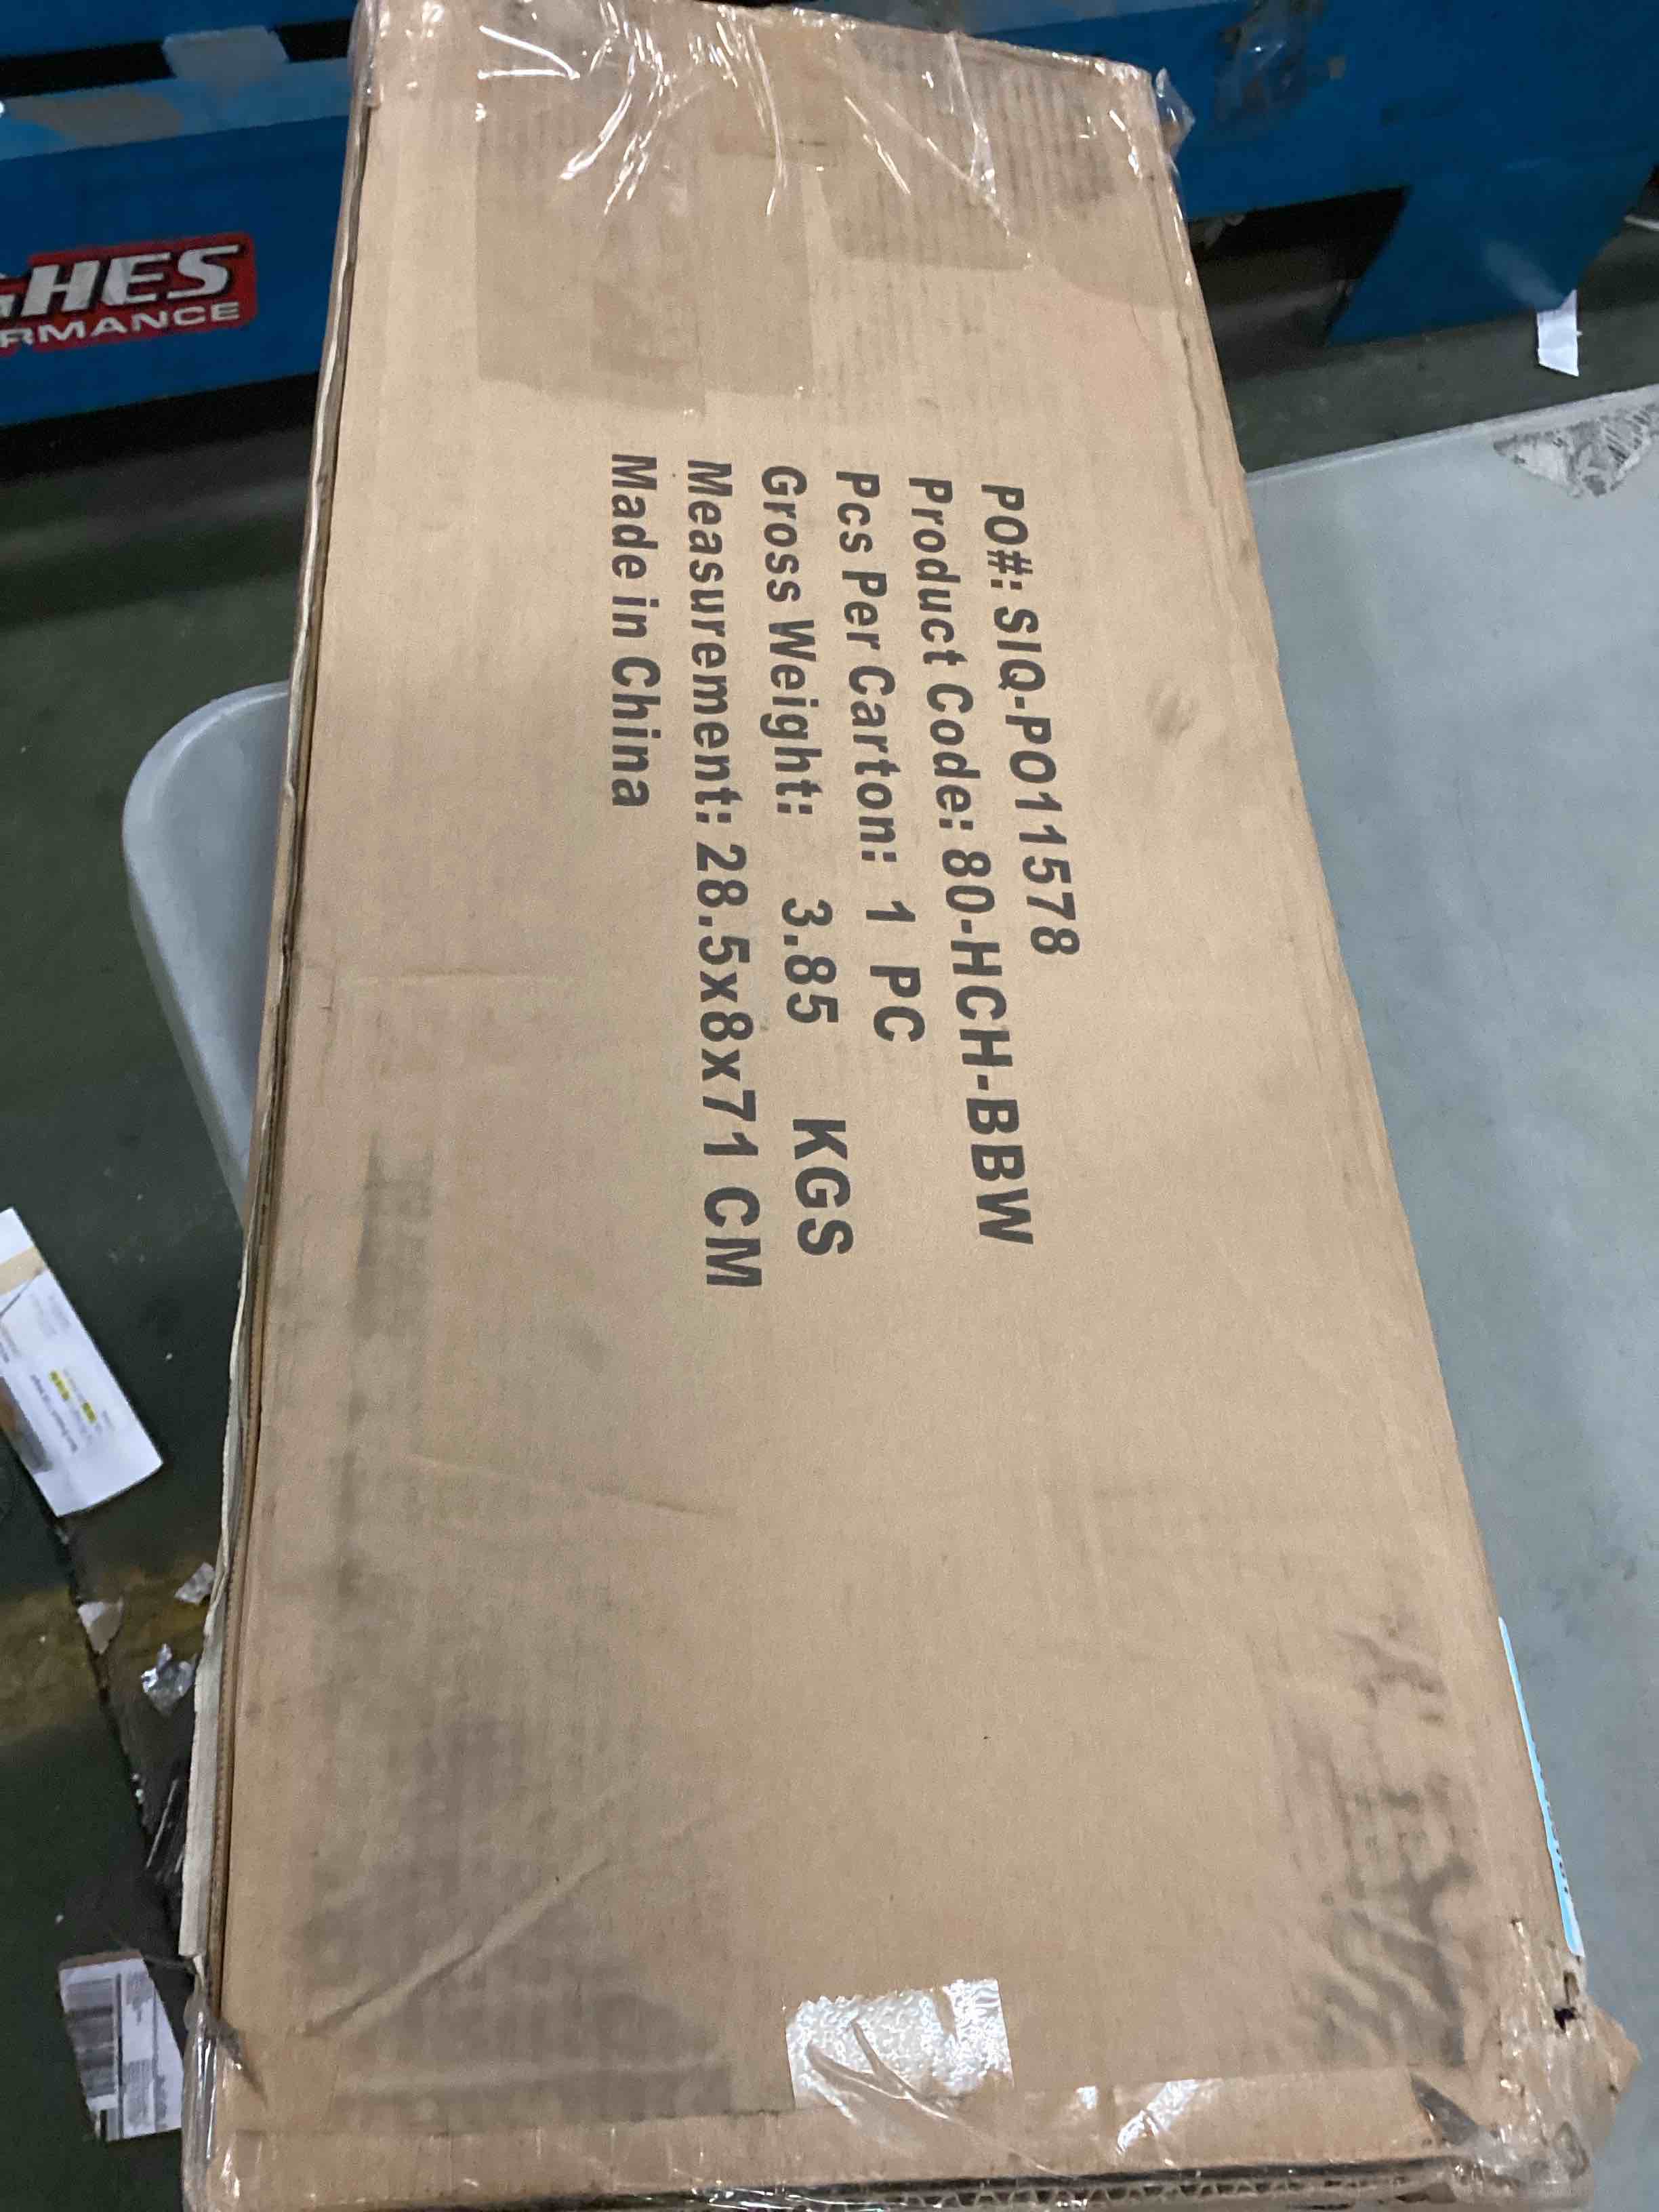 PO#: SIQ-PO11578
Product Code: 80-HCH-BBW
Pcs Per Carton: 1 PC
Gross Weight: 3.85 KGS
Measurement: 28.5x8x71 CM
Made in China
HES
RMANCE